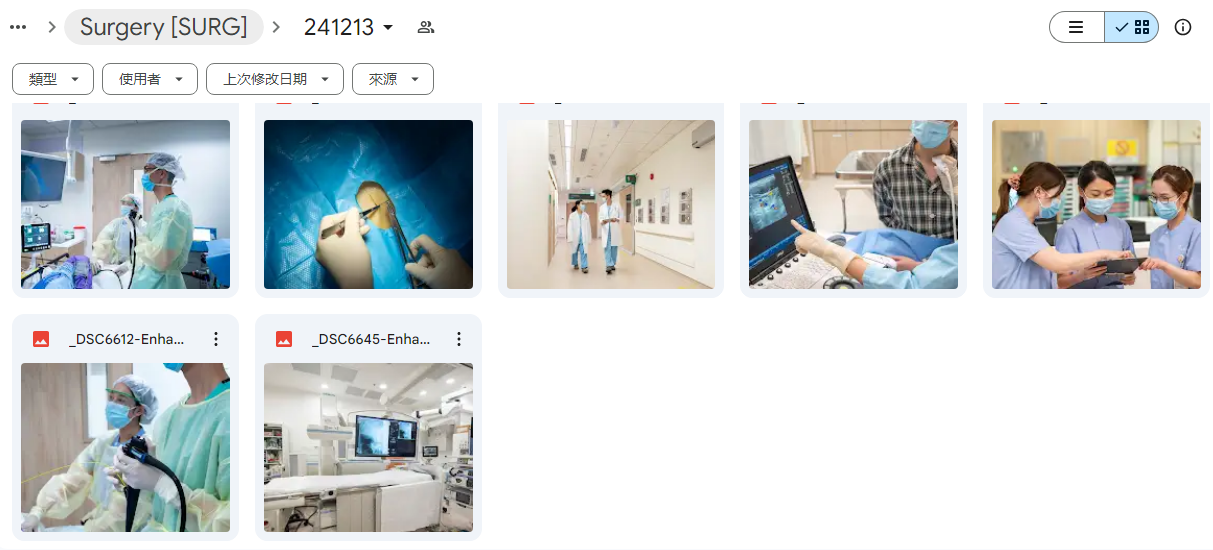 Surgery [SURG]
241213
類型
使用者
上次修改日期
來源
_DSC6612-Enha...
_DSC6645-Enha...